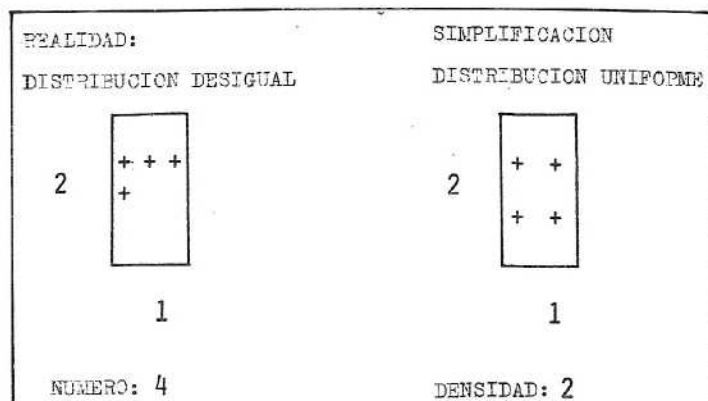 REALIDAD:
DISTRIBUCION DESIGUAL
2
+ + +
+
1
NUMERO: 4
SIMPLIFICACION
DISTRIBUCION UNIFORME
2
+ +
+ +
1
DENSIDAD: 2